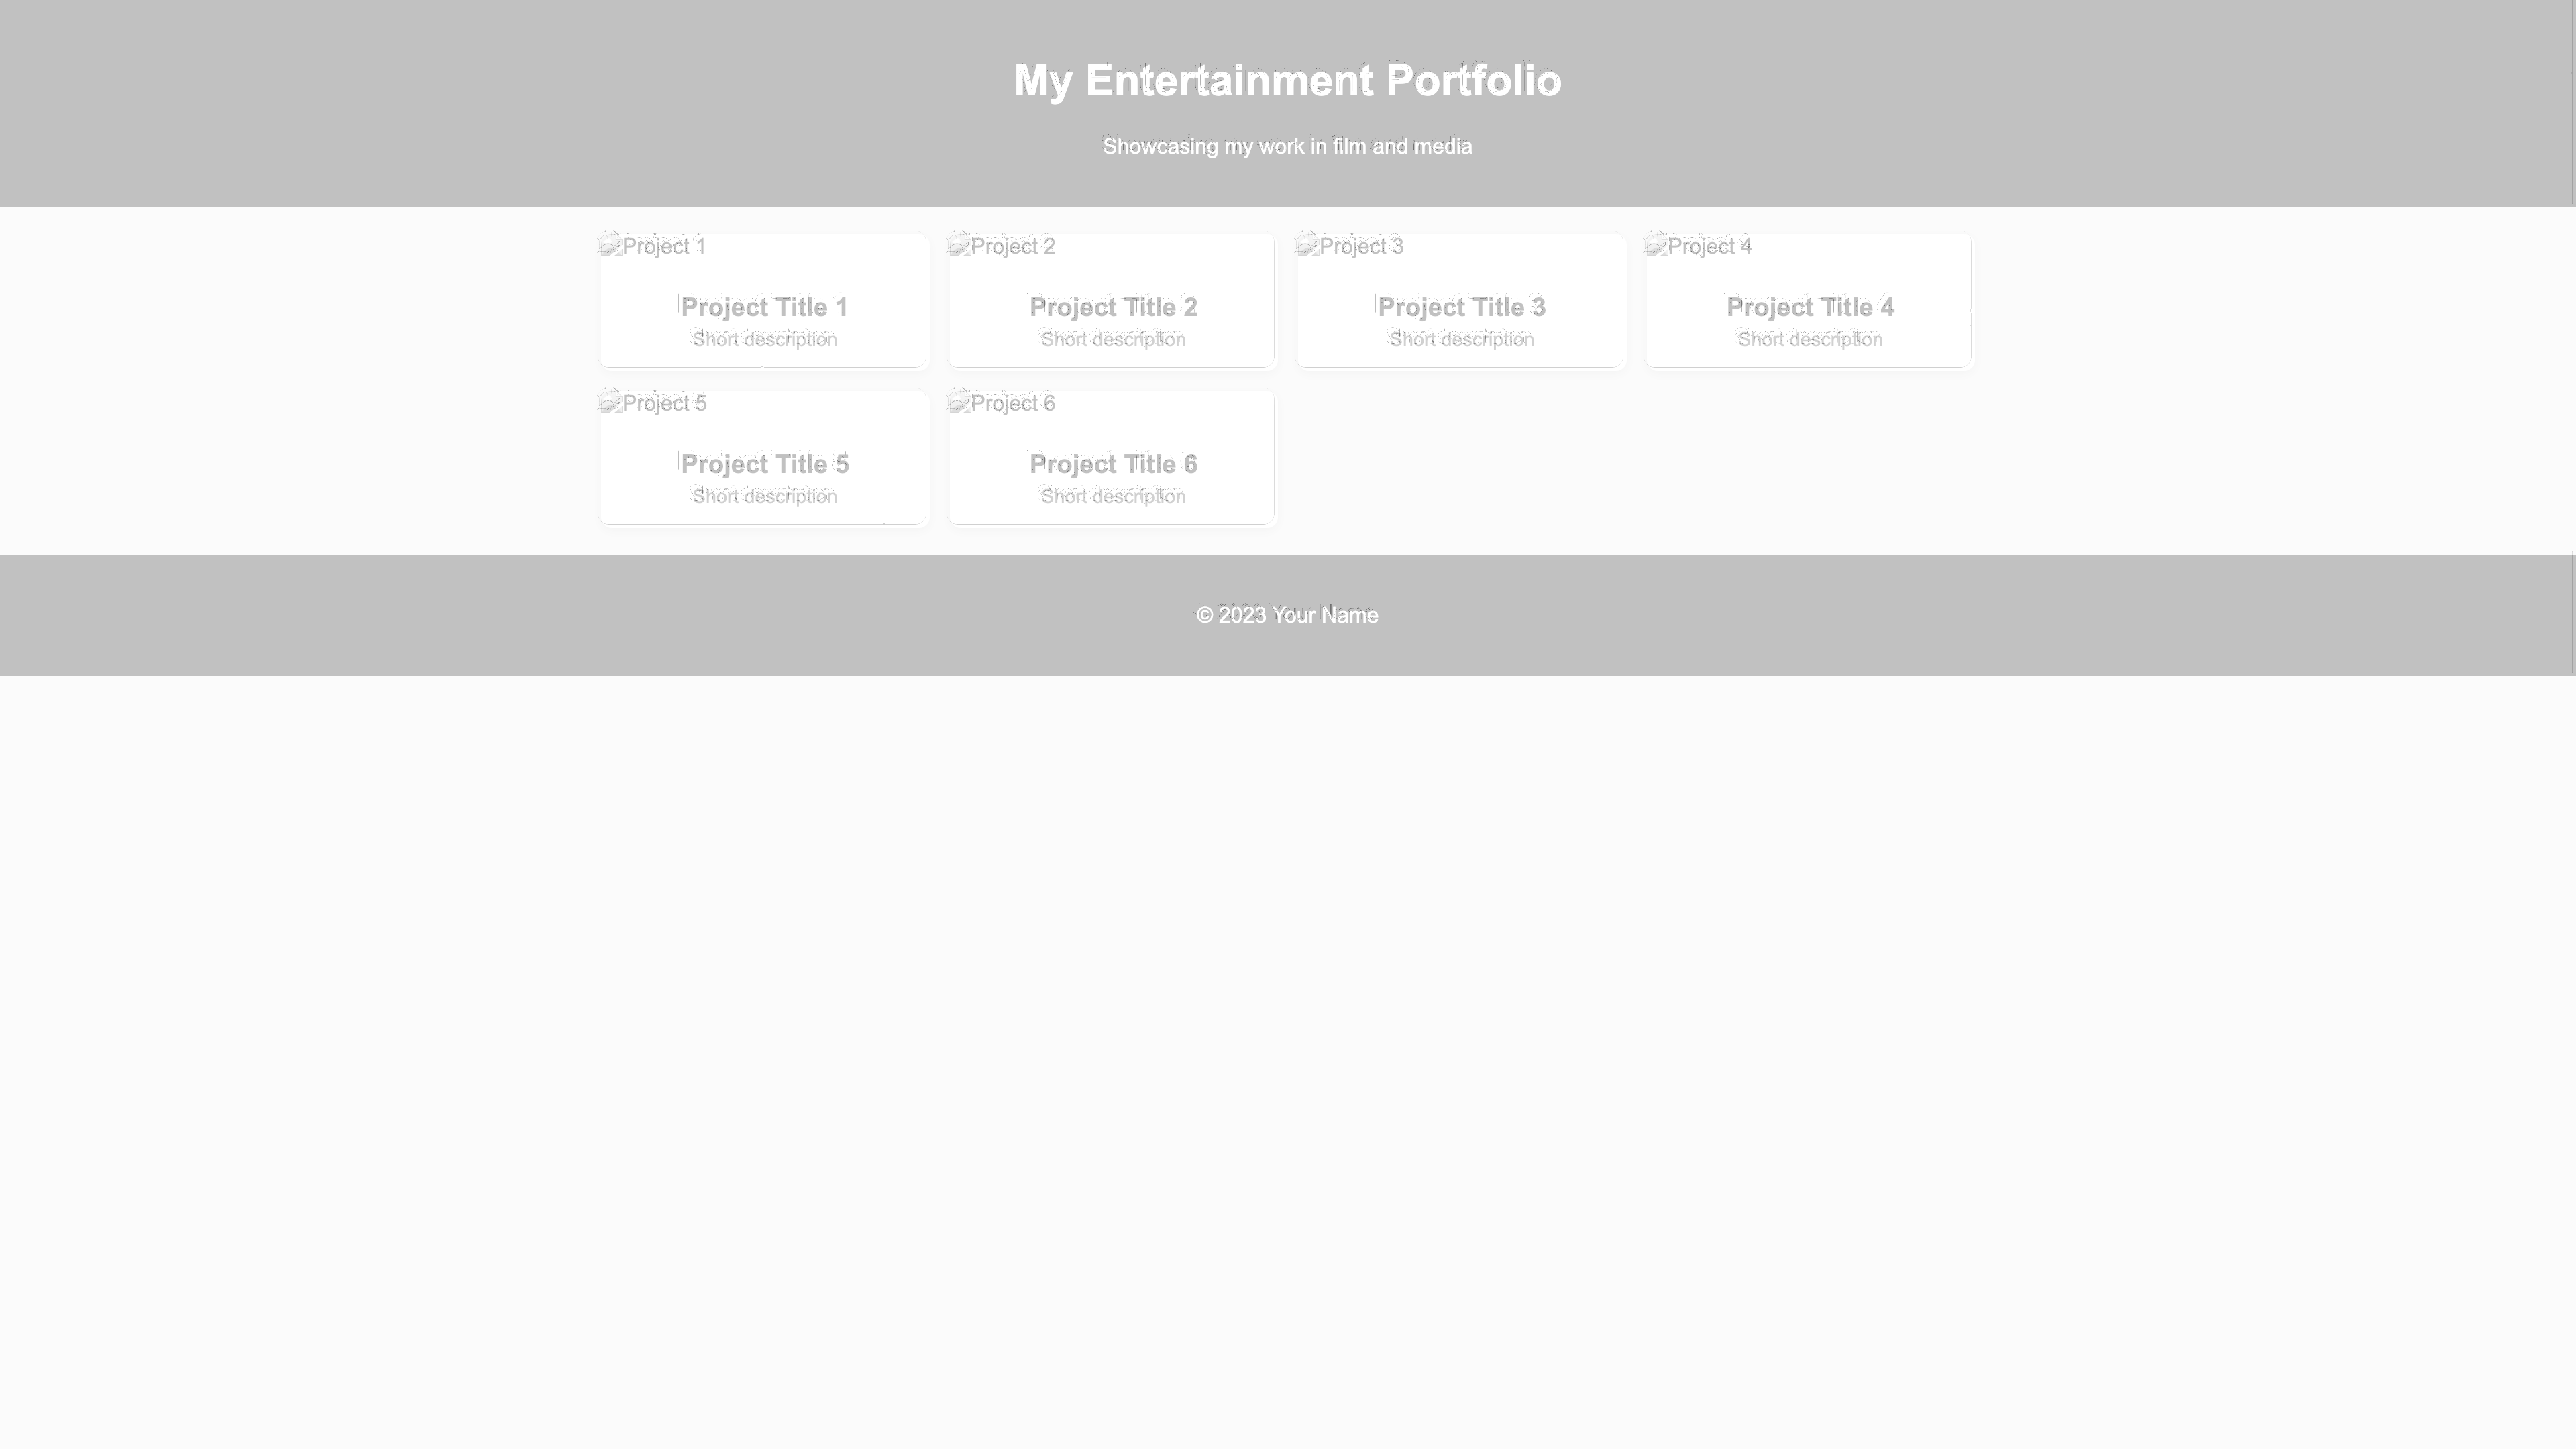 My Entertainment Portfolio
Showcasing my work in film and media
Project 1
Project Title 1
Short description
Project 2
Project Title 2
Short description
Project 3
Project Title 3
Short description
Project 4
Project Title 4
Short description
Project 5
Project Title 5
Short description
Project 6
Project Title 6
Short description
© 2023 Your Name